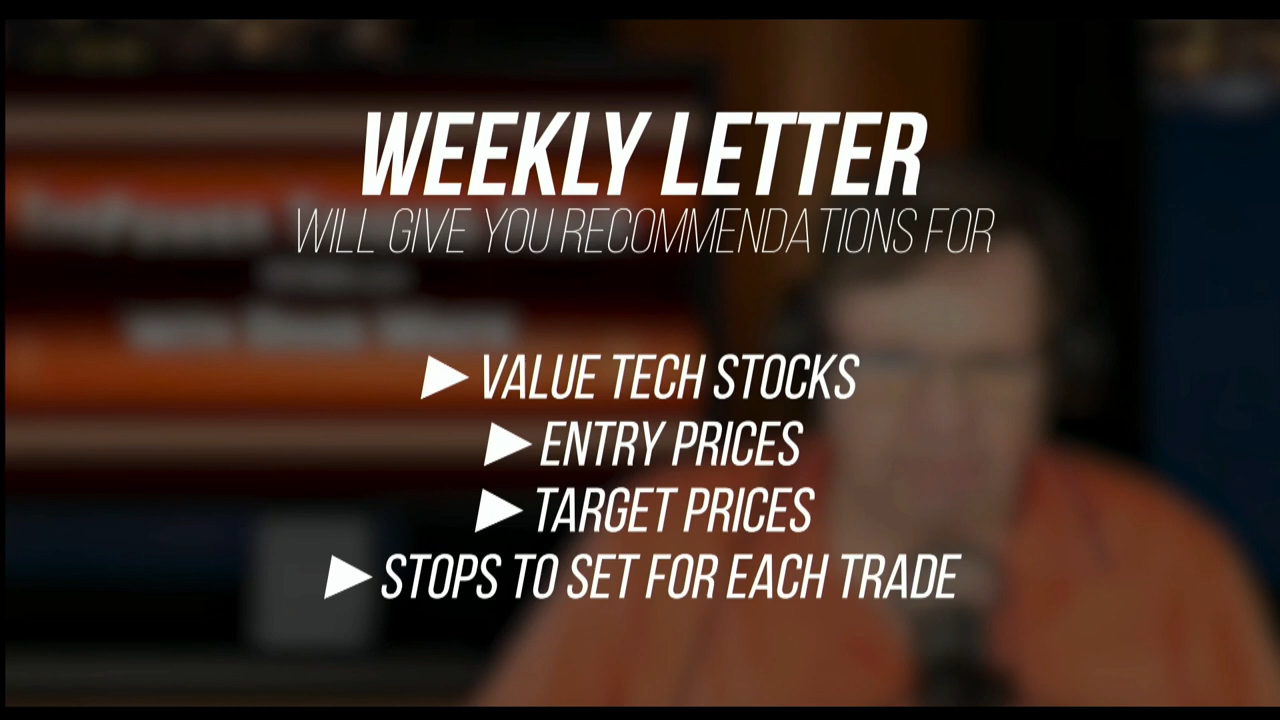 WEEKLY LETTER
WILL GIVE YOU RECOMMENDATIONS FOR
► VALUE TECH STOCKS
► ENTRY PRICES
► TARGET PRICES
► STOPS TO SET FOR EACH TRADE